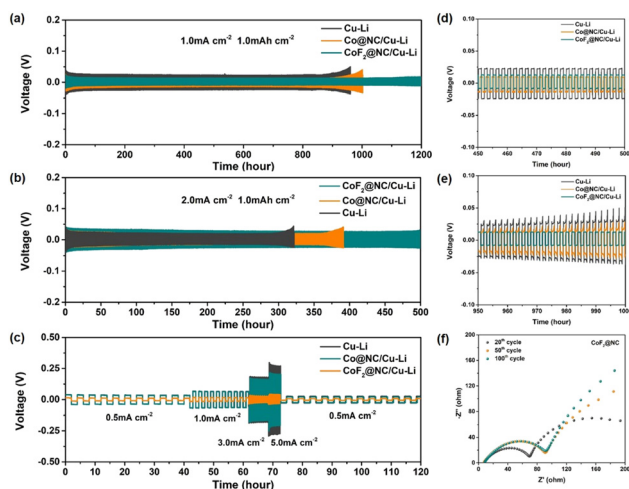 (a)
1.0mA cm⁻² 1.0mAh cm⁻²
Cu-Li
Co@NC/Cu-Li
CoF₂@NC/Cu-Li
Voltage (V)
0.2
0.1
0.0
-0.1
-0.2
0 200 400 600 800 1000 1200
Time (hour)
(b)
2.0mA cm⁻² 1.0mAh cm⁻²
CoF₂@NC/Cu-Li
Co@NC/Cu-Li
Cu-Li
Voltage (V)
0.2
0.1
0.0
-0.1
-0.2
0 50 100 150 200 250 300 350 400 450 500
Time (hour)
(c)
Cu-Li
Co@NC/Cu-Li
CoF₂@NC/Cu-Li
Voltage (V)
0.50
0.25
0.00
-0.25
-0.50
0.5mA cm⁻²
1.0mA cm⁻²
3.0mA cm⁻²
5.0mA cm⁻²
0.5mA cm⁻²
0 10 20 30 40 50 60 70 80 90 100 110 120
Time (hour)
(d)
Cu-Li
Co@NC/Cu-Li
CoF₂@NC/Cu-Li
Voltage (V)
0.10
0.05
0.00
-0.05
-0.10
450 460 470 480 490 500
Time (hour)
(e)
Cu-Li
Co@NC/Cu-Li
CoF₂@NC/Cu-Li
Voltage (V)
0.10
0.05
0.00
-0.05
-0.10
950 960 970 980 990 100
Time (hour)
(f)
20ᵗʰ cycle
50ᵗʰ cycle
100ᵗʰ cycle
CoF₂@NC
-Z'' (ohm)
200
160
120
80
40
0
0 40 80 120 160 200
Z' (ohm)